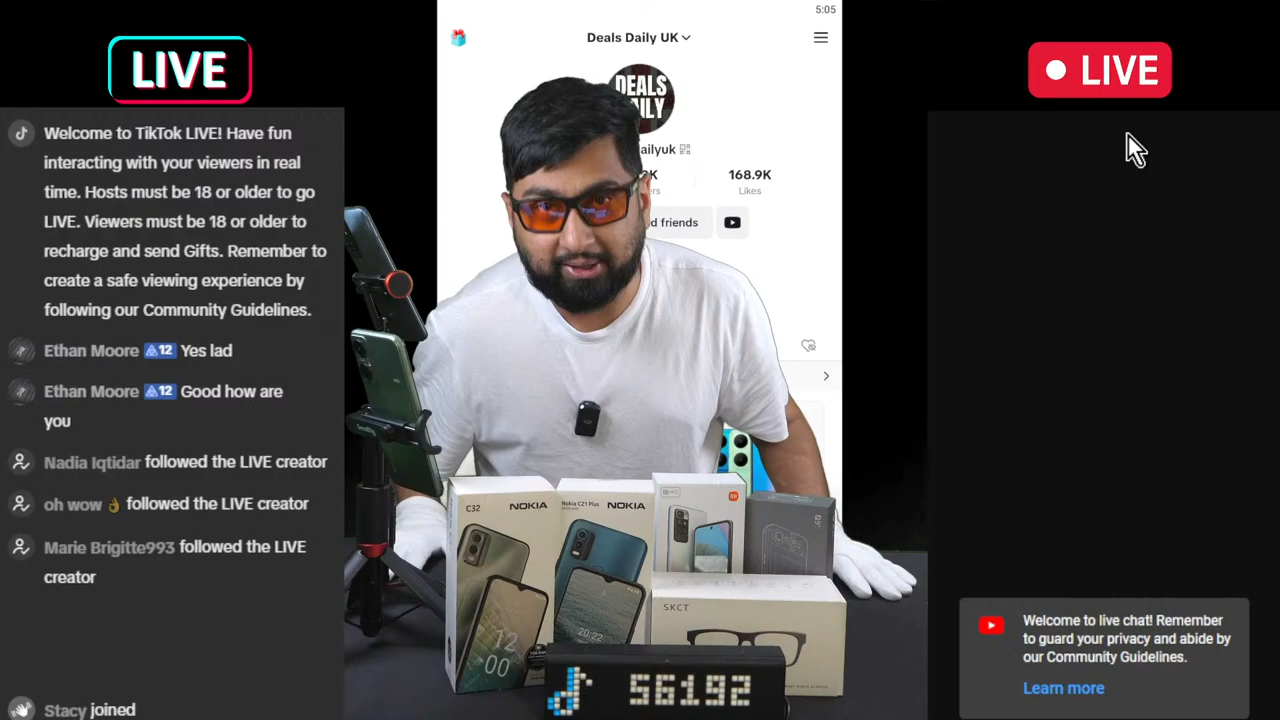 LIVE
Welcome to TikTok LIVE! Have fun
interacting with your viewers in real
time. Hosts must be 18 or older to go
LIVE. Viewers must be 18 or older to
recharge and send Gifts. Remember to
create a safe viewing experience by
following our Community Guidelines.
Ethan Moore 12 Yes lad
Ethan Moore 12 Good how are
you
Nadia Iqtidar followed the LIVE creator
oh wow 👌 followed the LIVE creator
Marie Brigitte993 followed the LIVE
creator
Stacy joined
5:05
Deals Daily UK
DEALS
168.9K
Likes
friends
C32
NOKIA
Nokia C21 Plus
NOKIA
12
00
20:22
SKCT
56192
LIVE
Welcome to live chat! Remember
to guard your privacy and abide by
our Community Guidelines.
Learn more